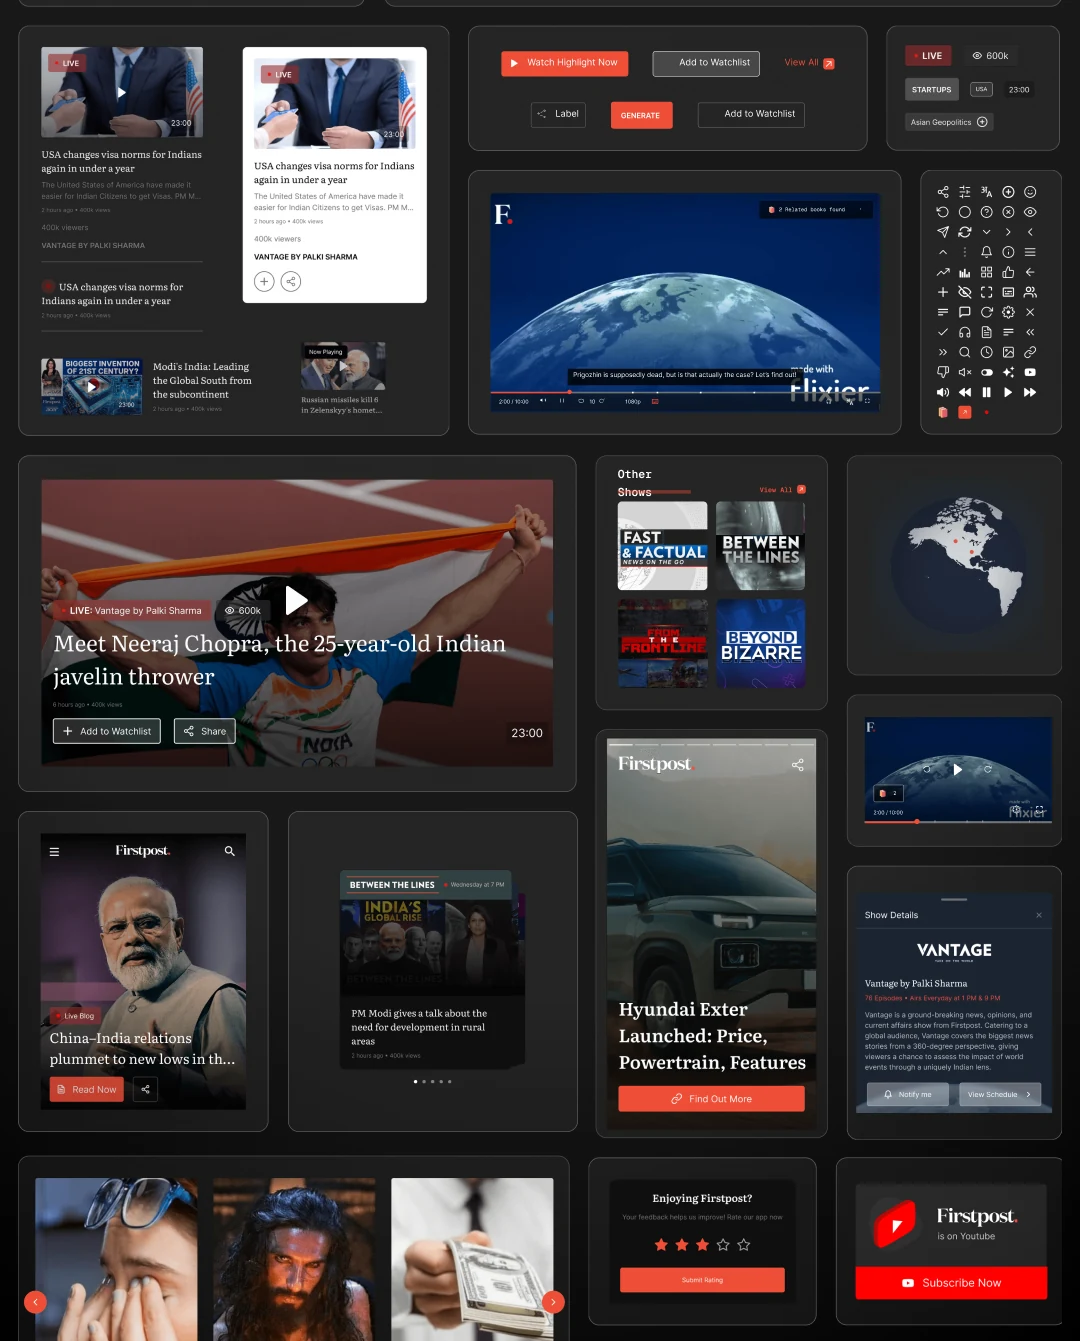 LIVE
23:00
USA changes visa norms for Indians
again in under a year
The United States of America have made it
easier for Indian Citizens to get Visas. PM M...
2 hours ago • 400k views
400k viewers
VANTAGE BY PALKI SHARMA
USA changes visa norms for
Indians again in under a year
2 hours ago • 400k views
LIVE
23:00
USA changes visa norms for Indians
again in under a year
The United States of America have made it
easier for Indian Citizens to get Visas. PM M...
2 hours ago • 400k views
400k viewers
VANTAGE BY PALKI SHARMA
BIGGEST INVENTION
OF 21ST CENTURY?
23:00
Modi's India: Leading
the Global South from
the subcontinent
2 hours ago • 400k views
Now Playing
Russian missiles kill 6
in Zelenskyy's homet...
Watch Highlight Now
Add to Watchlist
View All
Label
GENERATE
Add to Watchlist
LIVE
600k
STARTUPS
USA
23:00
Asian Geopolitics
F.
2 Related books found
Prigozhin is supposedly dead, but is that actually the case? Let's find out!
made with
Flixier
2:00 / 10:00
10
1080p
LIVE: Vantage by Palki Sharma
600k
Meet Neeraj Chopra, the 25-year-old Indian
javelin thrower
6 hours ago • 400k views
Add to Watchlist
Share
23:00
INDIA
Other
Shows
View All
FAST
& FACTUAL
NEWS ON THE GO
BETWEEN
THE LINES
FROM
THE
FRONTLINE
BEYOND
BIZARRE
F
2
2:00 / 10:00
made with
Flixier
Firstpost.
Live Blog
China–India relations
plummet to new lows in th...
Read Now
BETWEEN THE LINES
Wednesday at 7 PM
INDIA'S
GLOBAL RISE
BETWEEN THE LINES
PM Modi gives a talk about the
need for development in rural
areas
2 hours ago • 400k views
Firstpost.
Hyundai Exter
Launched: Price,
Powertrain, Features
Find Out More
Show Details
VANTAGE
Vantage by Palki Sharma
76 Episodes • Airs Everyday at 1 PM & 9 PM
Vantage is a ground-breaking news, opinions, and
current affairs show from Firstpost. Catering to a
global audience, Vantage covers the biggest news
stories from a 360-degree perspective, giving
viewers a chance to assess the impact of world
events through a uniquely Indian lens.
Notify me
View Schedule
Enjoying Firstpost?
Your feedback helps us improve! Rate our app now
Submit Rating
Firstpost.
is on Youtube
Subscribe Now